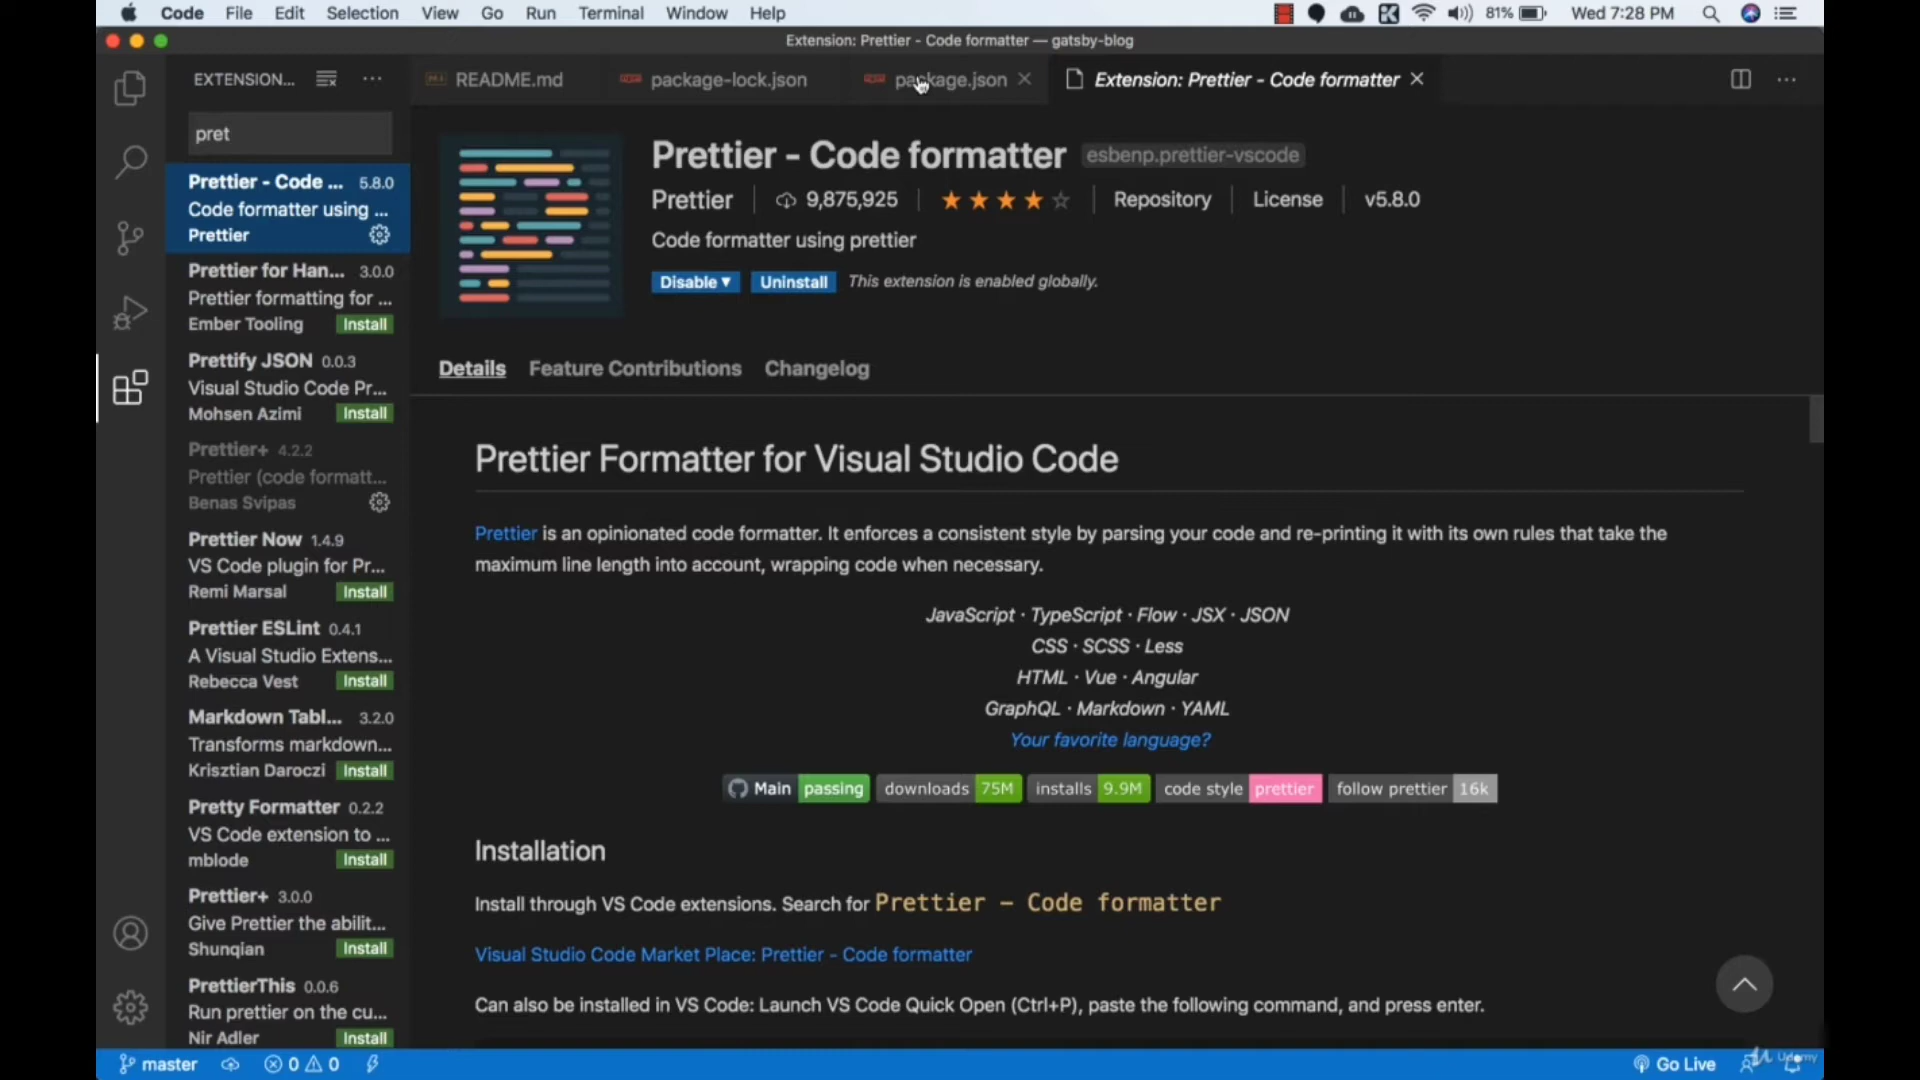 Code File Edit Selection View Go Run Terminal Window Help 81% Wed 7:28 PM
Extension: Prettier - Code formatter — gatsby-blog
EXTENSION...
README.md package-lock.json package.json Extension: Prettier - Code formatter
pret
Prettier - Code ... 5.8.0
Code formatter using ...
Prettier
Prettier for Han... 3.0.0
Prettier formatting for ...
Ember Tooling Install
Prettify JSON 0.0.3
Visual Studio Code Pr...
Mohsen Azimi Install
Prettier+ 4.2.2
Prettier (code formatt...
Benas Svipas
Prettier Now 1.4.9
VS Code plugin for Pr...
Remi Marsal Install
Prettier ESLint 0.4.1
A Visual Studio Extens...
Rebecca Vest Install
Markdown Tabl... 3.2.0
Transforms markdown...
Krisztian Daroczi Install
Pretty Formatter 0.2.2
VS Code extension to ...
mblode Install
Prettier+ 3.0.0
Give Prettier the abilit...
Shunqian Install
PrettierThis 0.0.6
Run prettier on the cu...
Nir Adler Install
Prettier - Code formatter esbenp.prettier-vscode
Prettier 9,875,925 Repository License v5.8.0
Code formatter using prettier
Disable Uninstall This extension is enabled globally.
Details Feature Contributions Changelog
Prettier Formatter for Visual Studio Code
Prettier is an opinionated code formatter. It enforces a consistent style by parsing your code and re-printing it with its own rules that take the
maximum line length into account, wrapping code when necessary.
JavaScript · TypeScript · Flow · JSX · JSON
CSS · SCSS · Less
HTML · Vue · Angular
GraphQL · Markdown · YAML
Your favorite language?
Main passing downloads 75M installs 9.9M code style prettier follow prettier 16k
Installation
Install through VS Code extensions. Search for Prettier - Code formatter
Visual Studio Code Market Place: Prettier - Code formatter
Can also be installed in VS Code: Launch VS Code Quick Open (Ctrl+P), paste the following command, and press enter.
master 0 0 Go Live
Udemy